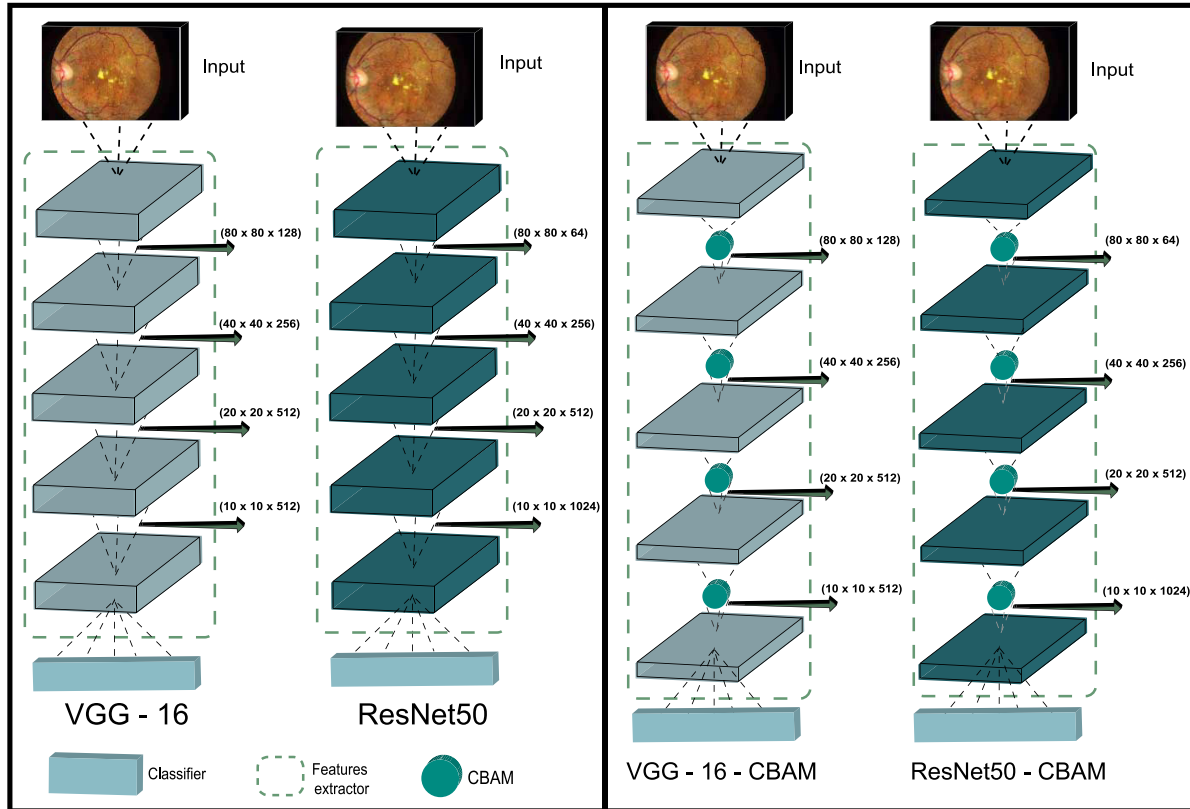 Input
Input
(80 x 80 x 128)
(80 x 80 x 64)
(40 x 40 x 256)
(40 x 40 x 256)
(20 x 20 x 512)
(20 x 20 x 512)
(10 x 10 x 512)
(10 x 10 x 1024)
VGG - 16
ResNet50
Classifier
Features
extractor
CBAM
Input
Input
(80 x 80 x 128)
(80 x 80 x 64)
(40 x 40 x 256)
(40 x 40 x 256)
(20 x 20 x 512)
(20 x 20 x 512)
(10 x 10 x 512)
(10 x 10 x 1024)
VGG - 16 - CBAM
ResNet50 - CBAM